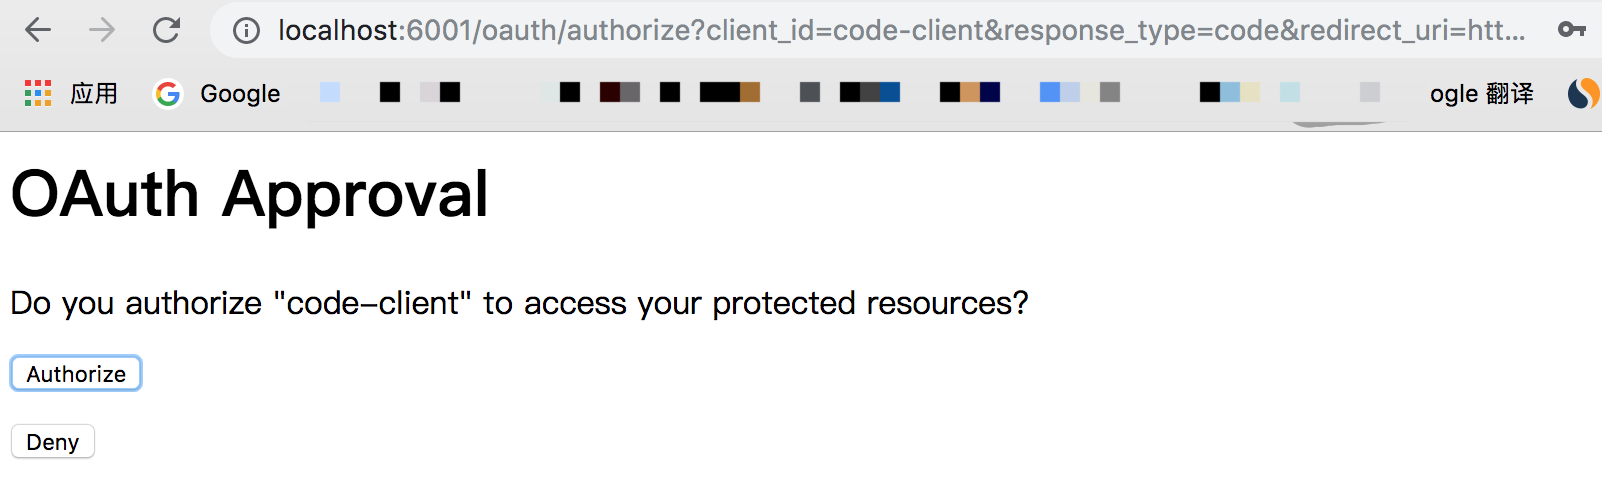 localhost:6001/oauth/authorize?client_id=code-client&response_type=code&redirect_uri=htt...
应用 Google ogle 翻译
OAuth Approval
Do you authorize "code-client" to access your protected resources?
Authorize
Deny